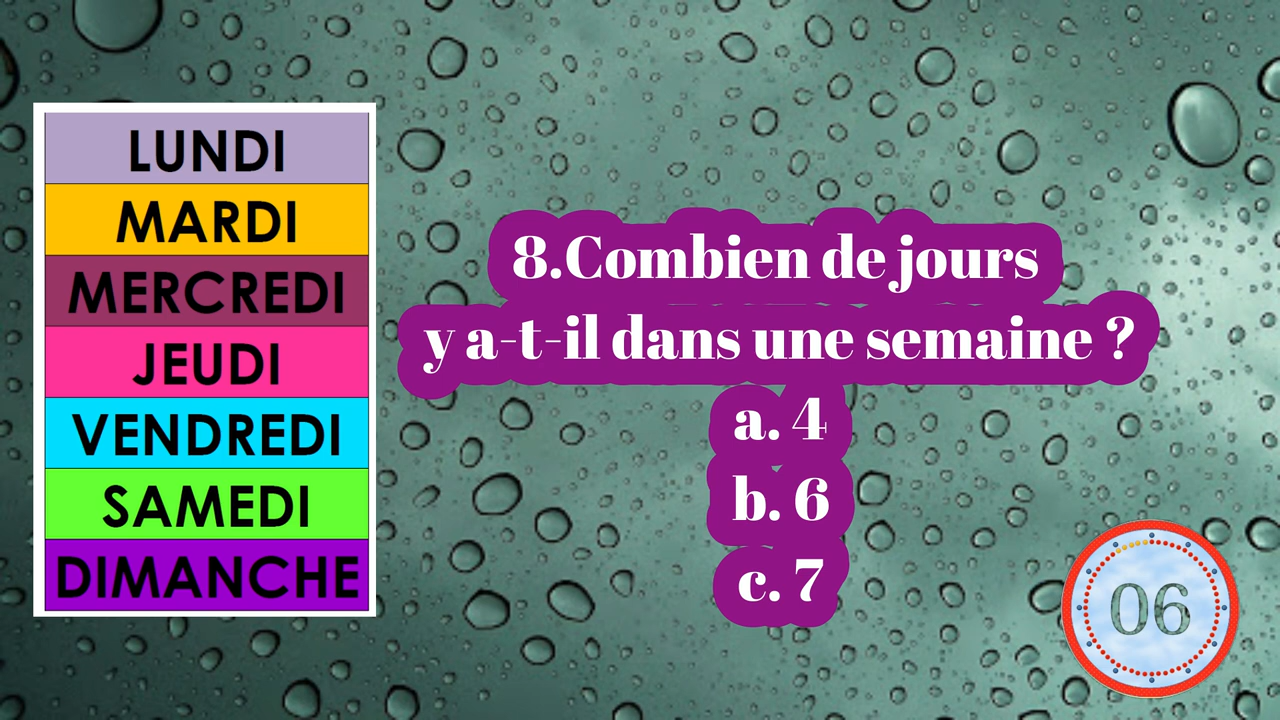 LUNDI
MARDI
MERCREDI
JEUDI
VENDREDI
SAMEDI
DIMANCHE
8.Combien de jours
y a-t-il dans une semaine ?
a. 4
b. 6
c. 7
06